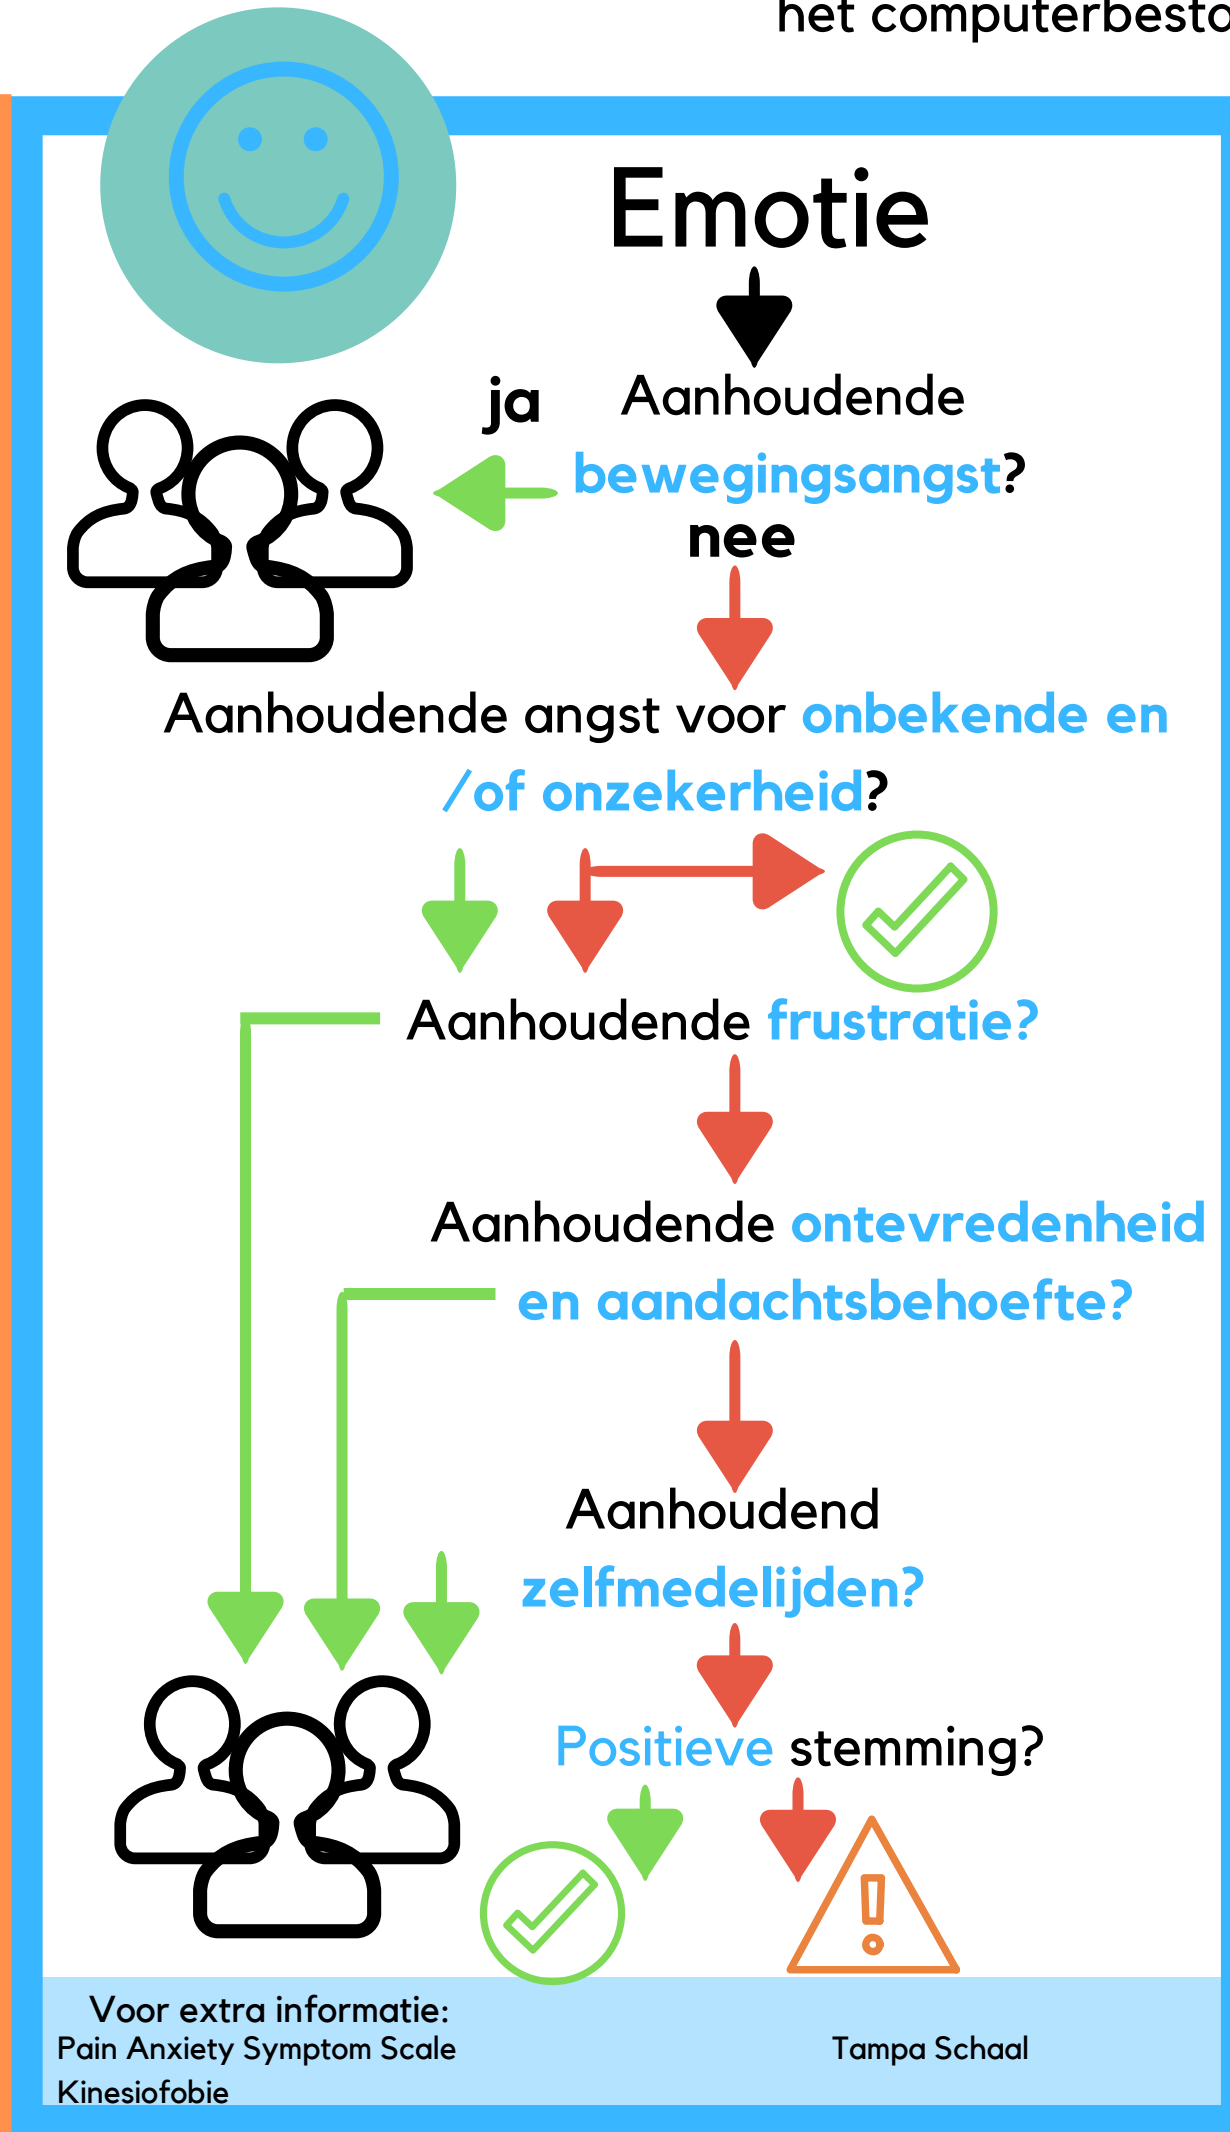 het computerbesta
Emotie
ja
Aanhoudende
bewegingsangst?
nee
Aanhoudende angst voor onbekende en
/of onzekerheid?
Aanhoudende frustratie?
Aanhoudende ontevredenheid
en aandachtsbehoefte?
Aanhoudend
zelfmedelijden?
Positieve stemming?
Voor extra informatie:
Pain Anxiety Symptom Scale
Tampa Schaal
Kinesiofobie